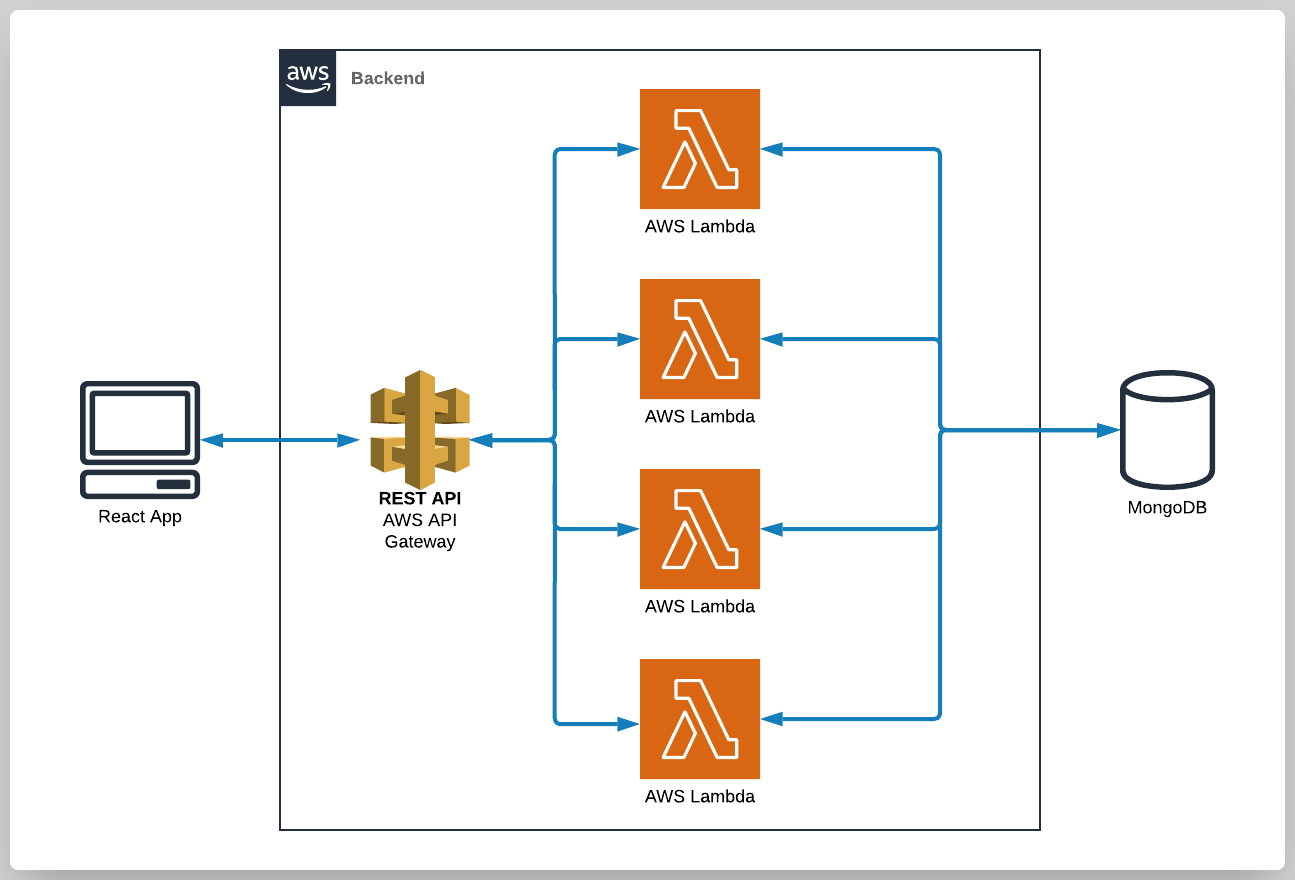 aws
Backend
AWS Lambda
AWS Lambda
React App
REST API
AWS API
Gateway
MongoDB
AWS Lambda
AWS Lambda